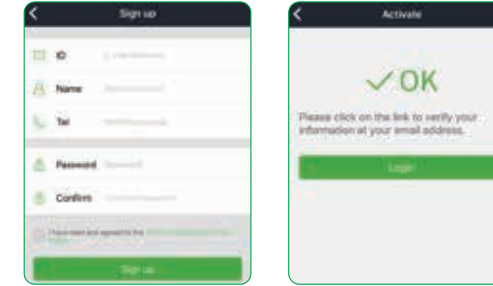 Sign up
ID
Name
Tel
Password
Confirm
Sign up
Activate
OK
Please click on the link to verify your
information at your email address.
Login